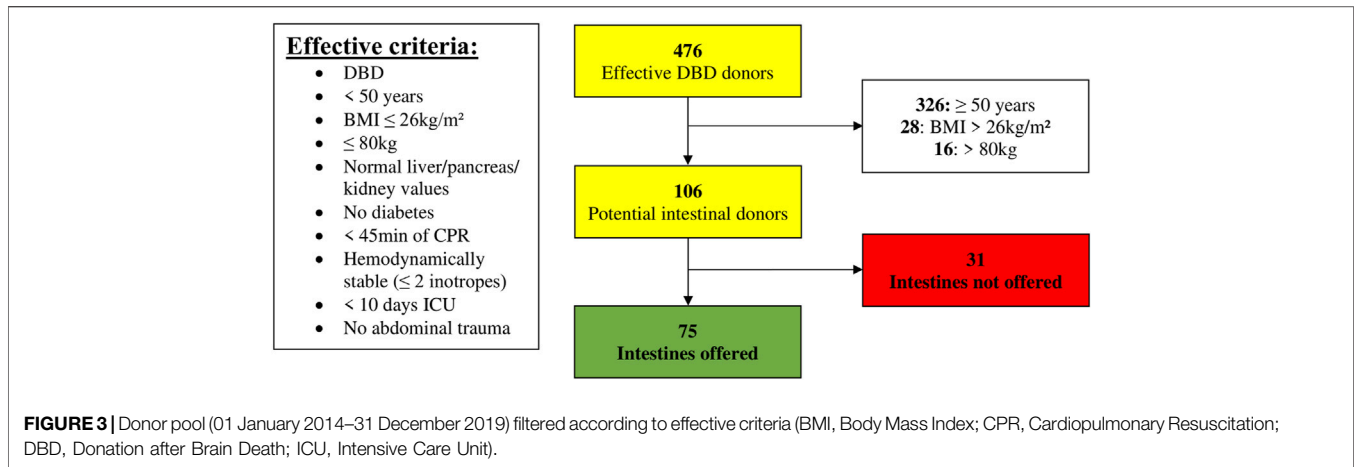 Effective criteria:
• DBD
• < 50 years
• BMI ≤ 26kg/m²
• ≤ 80kg
• Normal liver/pancreas/
kidney values
• No diabetes
• < 45min of CPR
• Hemodynamically
stable (≤ 2 inotropes)
• < 10 days ICU
• No abdominal trauma
476
Effective DBD donors
326: ≥ 50 years
28: BMI > 26kg/m²
16: > 80kg
106
Potential intestinal donors
31
Intestines not offered
75
Intestines offered
FIGURE 3 | Donor pool (01 January 2014–31 December 2019) filtered according to effective criteria (BMI, Body Mass Index; CPR, Cardiopulmonary Resuscitation;
DBD, Donation after Brain Death; ICU, Intensive Care Unit).